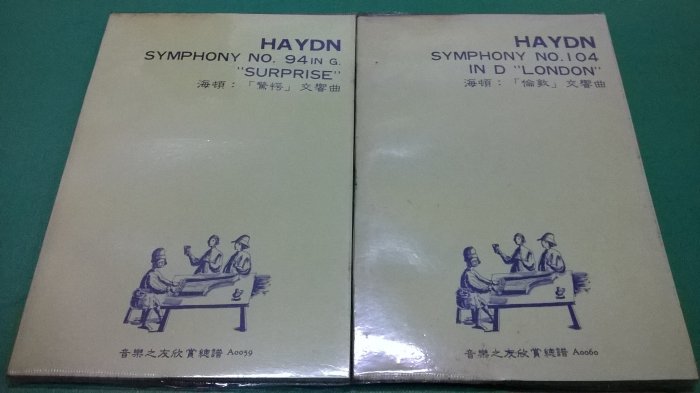 HAYDN
SYMPHONY NO. 94 IN G.
"SURPRISE"
海頓：「驚愕」交響曲
音樂之友欣賞總譜 A0059
HAYDN
SYMPHONY NO.104
IN D "LONDON"
海頓：「倫敦」交響曲
音樂之友欣賞總譜 A0060